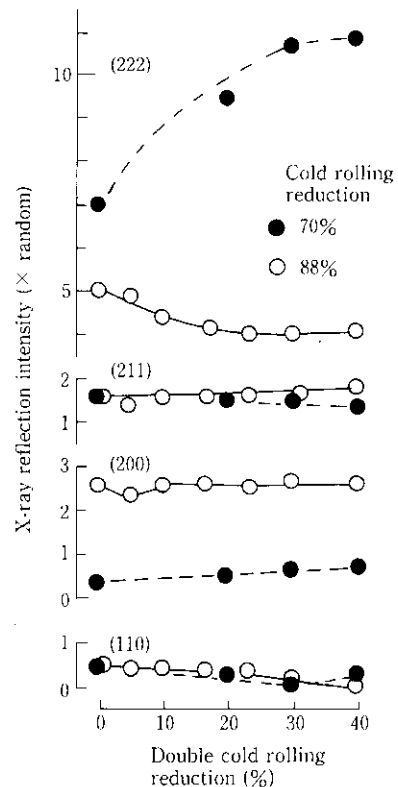 X-ray reflection intensity (× random)
(222)
10
5
Cold rolling
reduction
70%
88%
(211)
2
1
(200)
3
2
1
0
(110)
1
0
0 10 20 30 40
Double cold rolling
reduction (%)